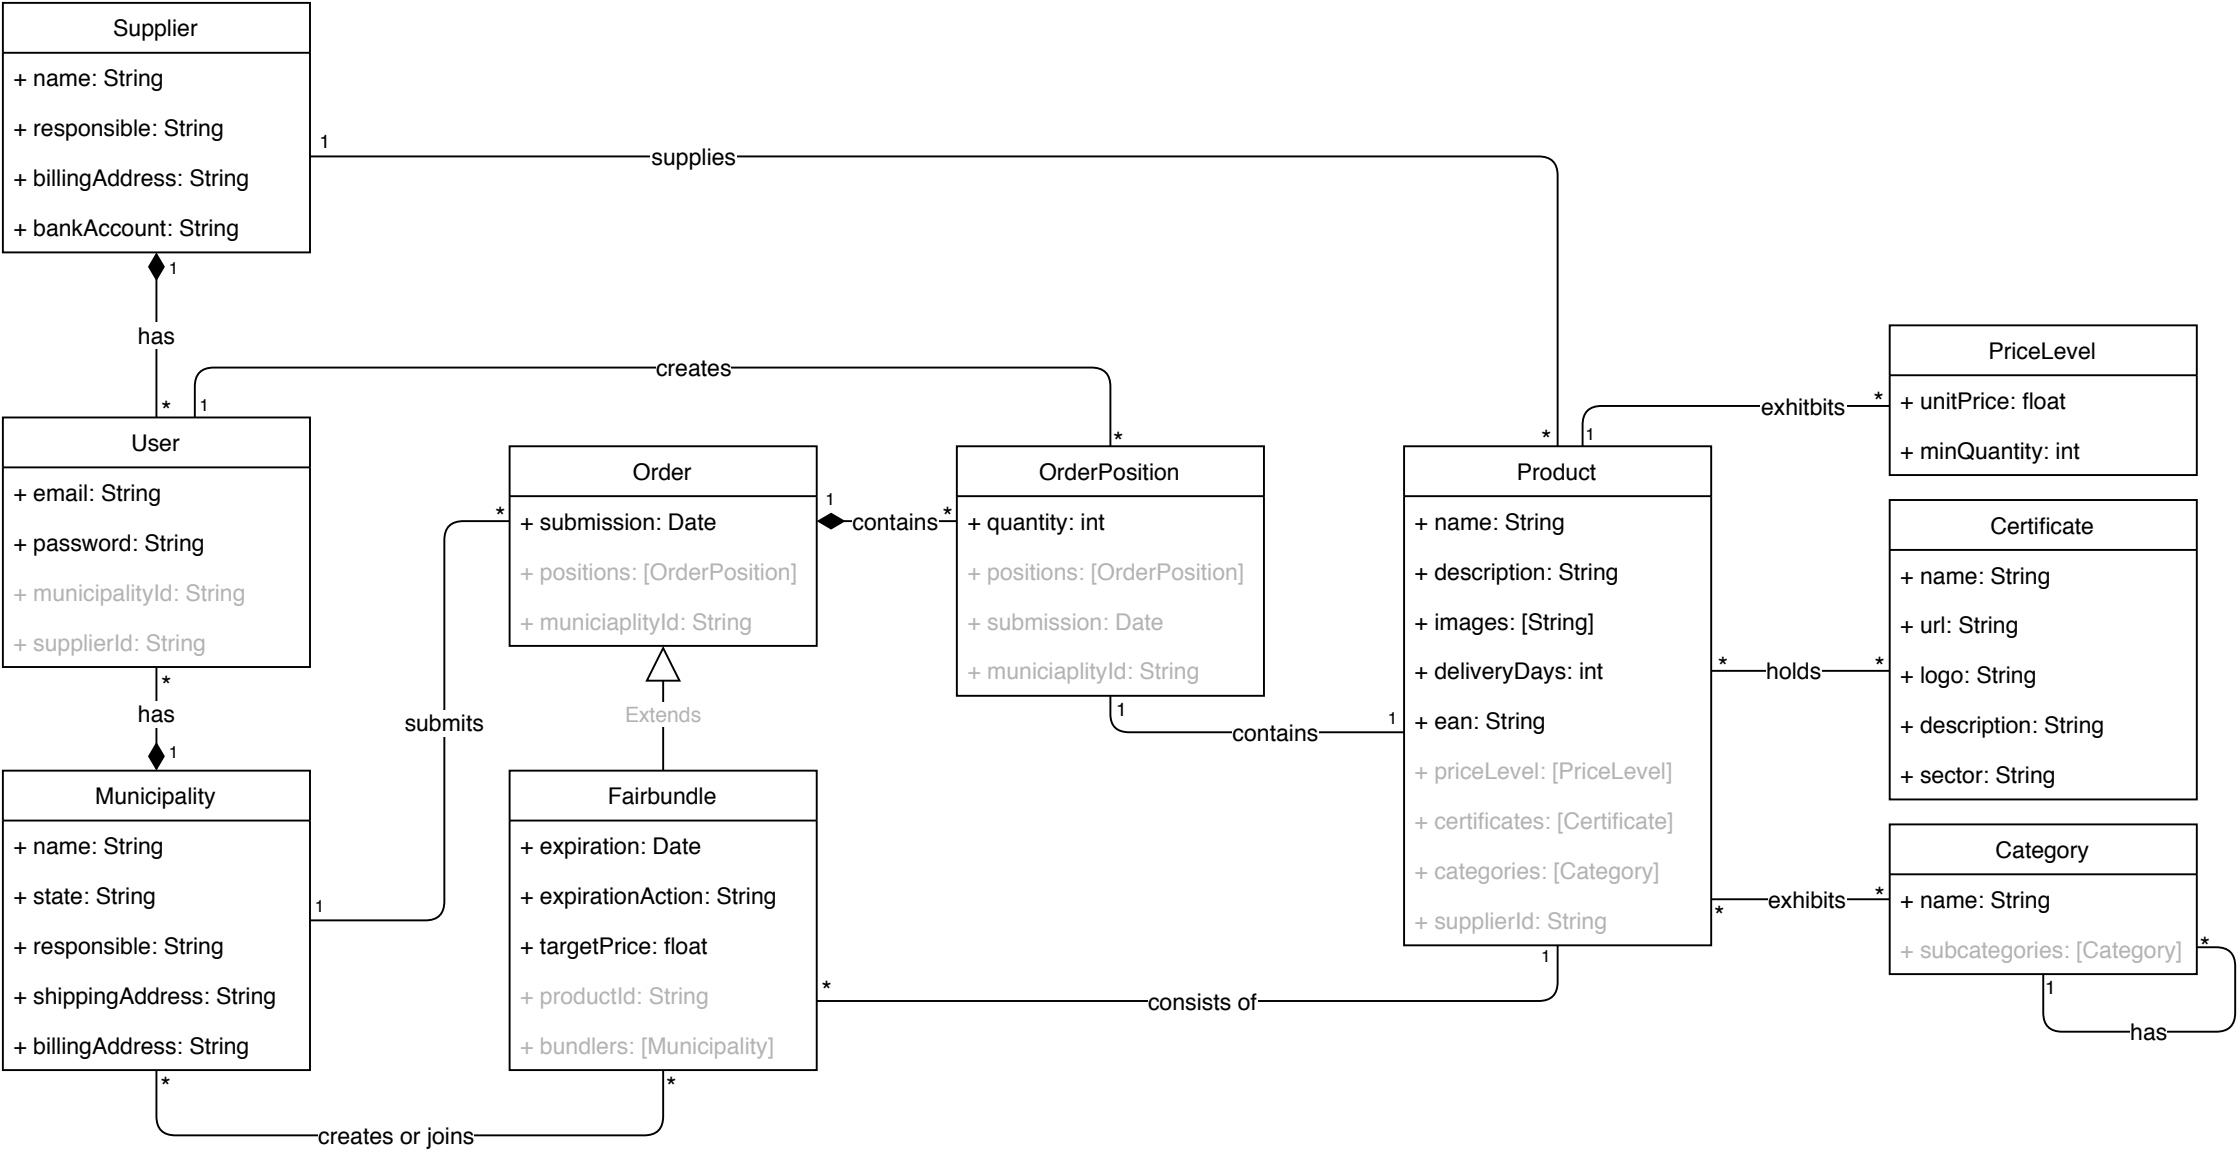 Supplier
+ name: String
+ responsible: String
+ billingAddress: String
+ bankAccount: String
1
supplies
*
1
has
*
1
creates
*
User
+ email: String
+ password: String
+ municipalityId: String
+ supplierId: String
*
has
1
Municipality
+ name: String
+ state: String
+ responsible: String
+ shippingAddress: String
+ billingAddress: String
1
submits
*
Order
+ submission: Date
+ positions: [OrderPosition]
+ municiaplityId: String
1
contains
*
Extends
Fairbundle
+ expiration: Date
+ expirationAction: String
+ targetPrice: float
+ productId: String
+ bundlers: [Municipality]
*
creates or joins
*
OrderPosition
+ quantity: int
+ positions: [OrderPosition]
+ submission: Date
+ municiaplityId: String
1
contains
1
Product
+ name: String
+ description: String
+ images: [String]
+ deliveryDays: int
+ ean: String
+ priceLevel: [PriceLevel]
+ certificates: [Certificate]
+ categories: [Category]
+ supplierId: String
*
consists of
1
1
exhitbits
*
PriceLevel
+ unitPrice: float
+ minQuantity: int
*
holds
*
Certificate
+ name: String
+ url: String
+ logo: String
+ description: String
+ sector: String
*
exhibits
*
Category
+ name: String
+ subcategories: [Category]
*
1
has